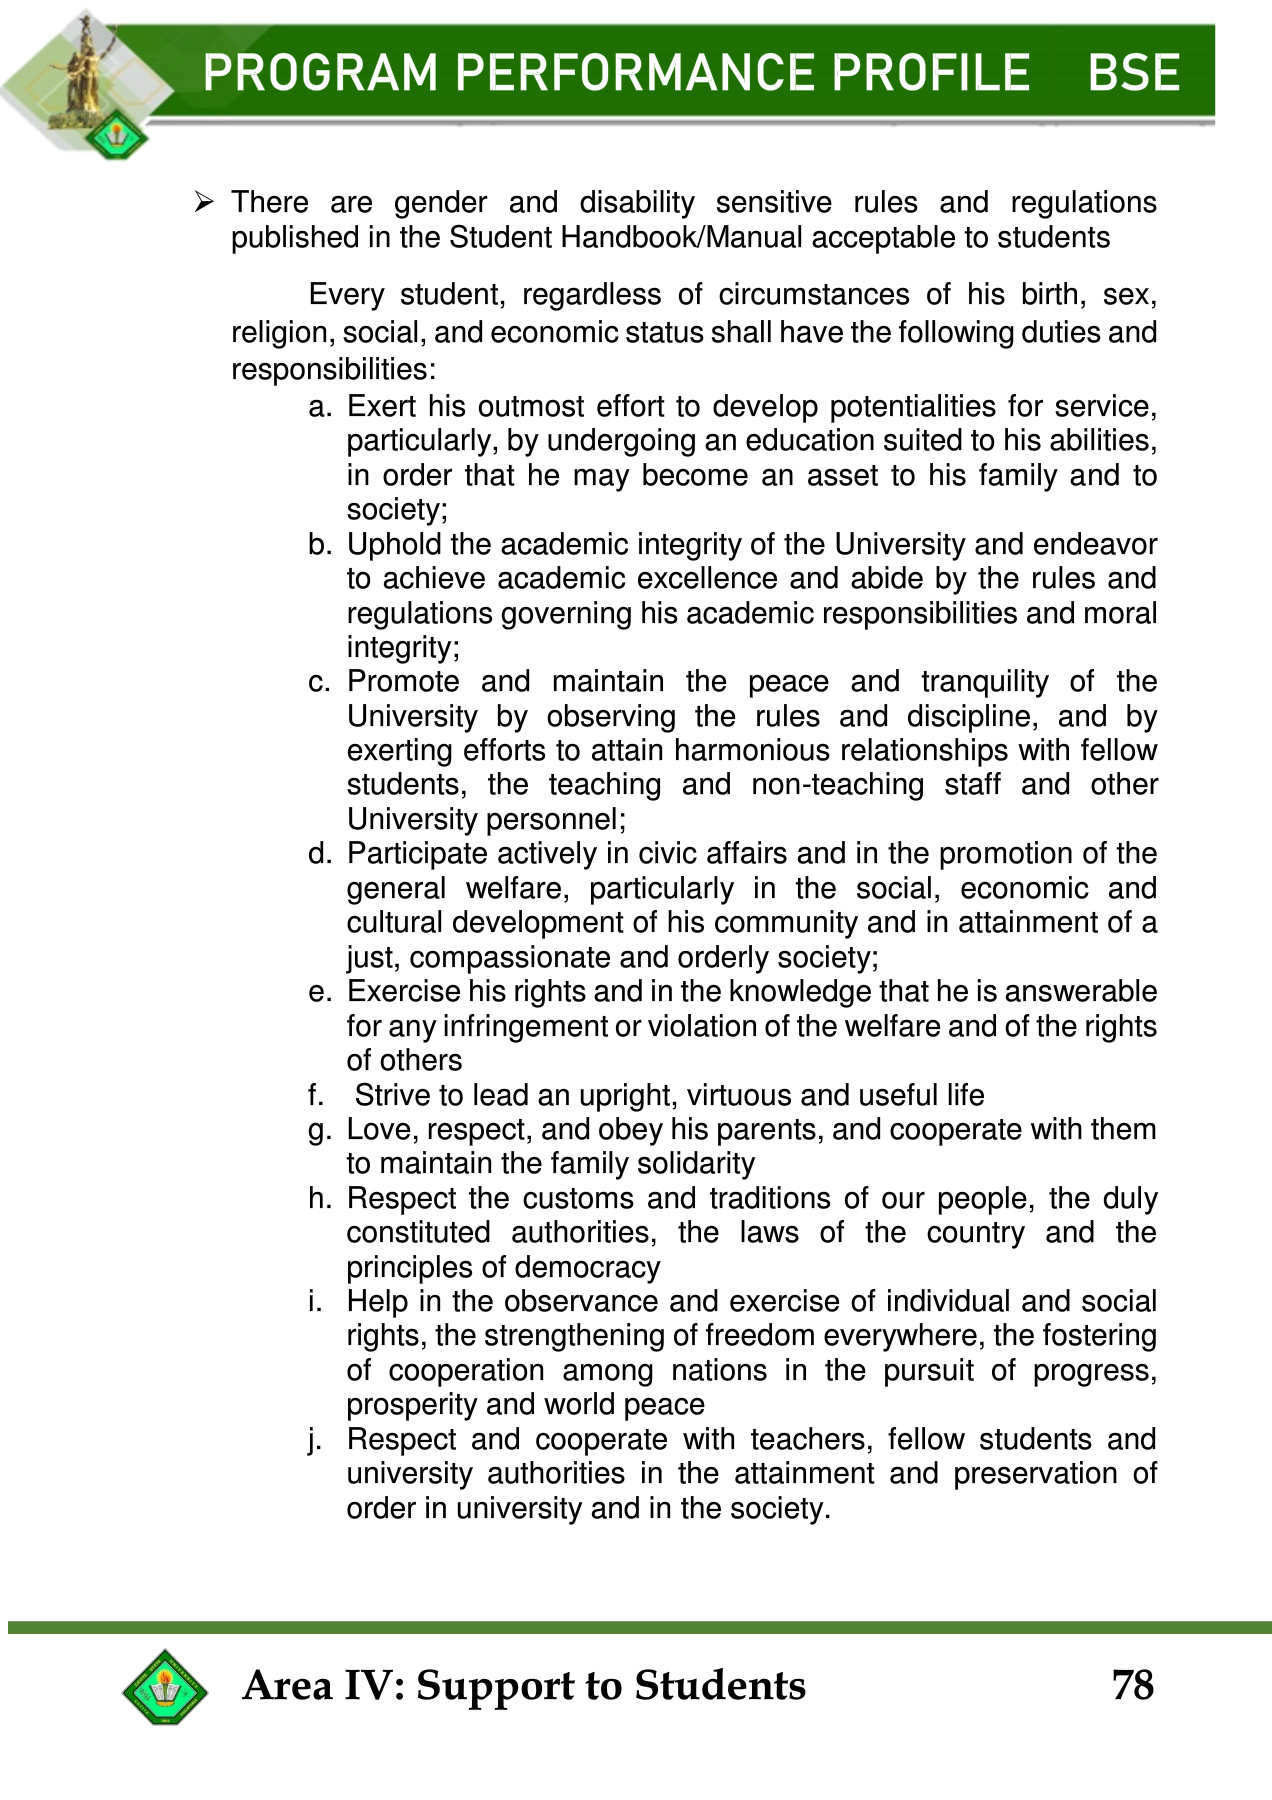 PROGRAM PERFORMANCE PROFILE BSE
➢ There are gender and disability sensitive rules and regulations
published in the Student Handbook/Manual acceptable to students
Every student, regardless of circumstances of his birth, sex,
religion, social, and economic status shall have the following duties and
responsibilities:
a. Exert his outmost effort to develop potentialities for service,
particularly, by undergoing an education suited to his abilities,
in order that he may become an asset to his family and to
society;
b. Uphold the academic integrity of the University and endeavor
to achieve academic excellence and abide by the rules and
regulations governing his academic responsibilities and moral
integrity;
c. Promote and maintain the peace and tranquility of the
University by observing the rules and discipline, and by
exerting efforts to attain harmonious relationships with fellow
students, the teaching and non-teaching staff and other
University personnel;
d. Participate actively in civic affairs and in the promotion of the
general welfare, particularly in the social, economic and
cultural development of his community and in attainment of a
just, compassionate and orderly society;
e. Exercise his rights and in the knowledge that he is answerable
for any infringement or violation of the welfare and of the rights
of others
f. Strive to lead an upright, virtuous and useful life
g. Love, respect, and obey his parents, and cooperate with them
to maintain the family solidarity
h. Respect the customs and traditions of our people, the duly
constituted authorities, the laws of the country and the
principles of democracy
i. Help in the observance and exercise of individual and social
rights, the strengthening of freedom everywhere, the fostering
of cooperation among nations in the pursuit of progress,
prosperity and world peace
j. Respect and cooperate with teachers, fellow students and
university authorities in the attainment and preservation of
order in university and in the society.
Area IV: Support to Students 78